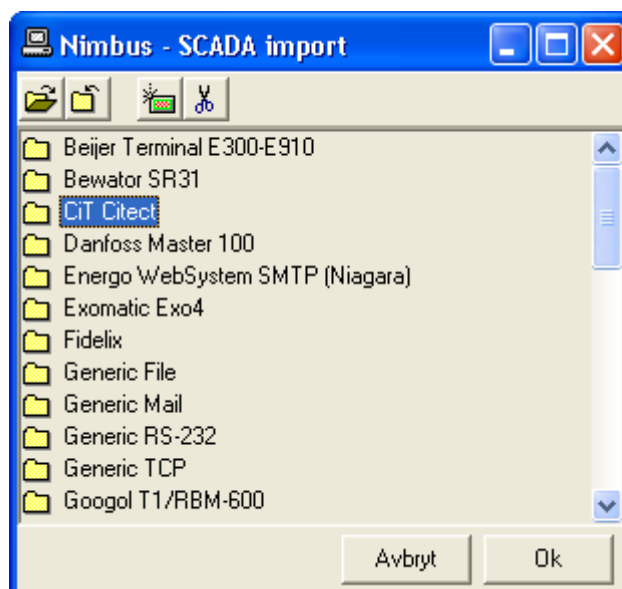 Nimbus - SCADA import
Beijer Terminal E300-E910
Bewator SR31
CiT Citect
Danfoss Master 100
Energo WebSystem SMTP (Niagara)
Exomatic Exo4
Fidelix
Generic File
Generic Mail
Generic RS-232
Generic TCP
Googol T1/RBM-600
Avbryt Ok